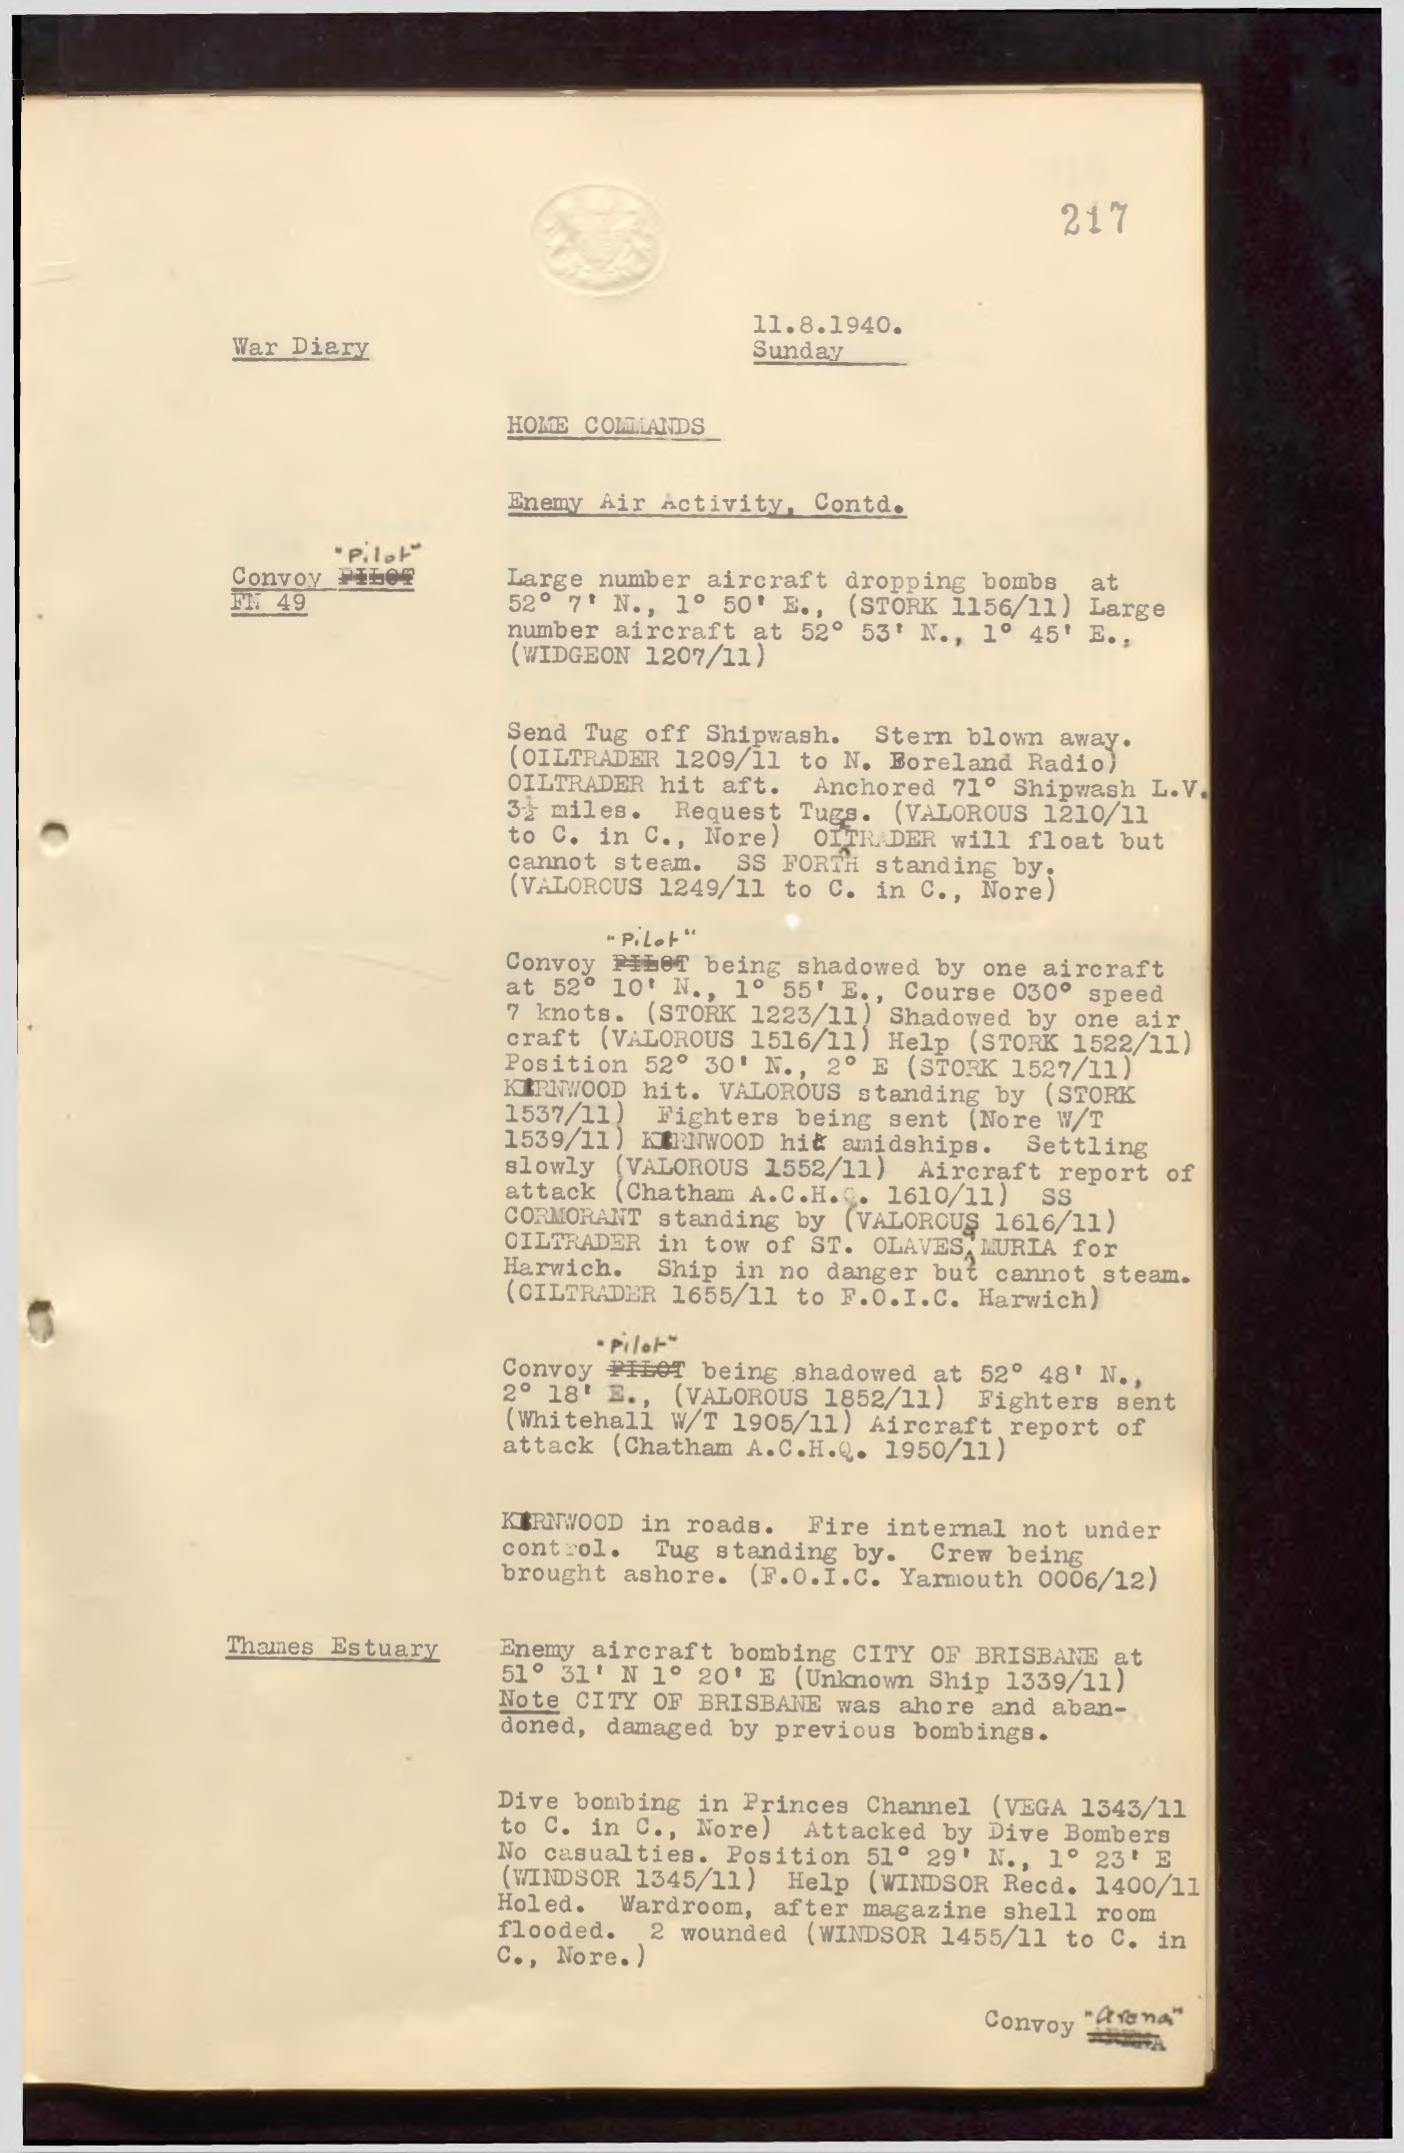 217
11.8.1940.
War Diary
Sunday
HOME COMMANDS
Enemy Air Activity, Contd.
"Pilot"
Convoy PILOT
FN 49
Large number aircraft dropping bombs at
52° 7' N., 1° 50' E., (STORK 1156/11) Large
number aircraft at 52° 53' N., 1° 45' E.,
(WIDGEON 1207/11)
Send Tug off Shipwash. Stern blown away.
(OILTRADER 1209/11 to N. Boreland Radio)
OILTRADER hit aft. Anchored 71° Shipwash L.V.
3½ miles. Request Tugs. (VALOROUS 1210/11
to C. in C., Nore) OILTRADER will float but
cannot steam. SS FORTH standing by.
(VALOROUS 1249/11 to C. in C., Nore)
"Pilot"
Convoy PILOT being shadowed by one aircraft
at 52° 10' N., 1° 55' E., Course 030° speed
7 knots. (STORK 1223/11) Shadowed by one air
craft (VALOROUS 1516/11) Help (STORK 1522/11)
Position 52° 30' N., 2° E (STORK 1527/11)
KIRNWOOD hit. VALOROUS standing by (STORK
1537/11) Fighters being sent (Nore W/T
1539/11) KIRNWOOD hit amidships. Settling
slowly (VALOROUS 1552/11) Aircraft report of
attack (Chatham A.C.H.Q. 1610/11) SS
CORMORANT standing by (VALOROUS 1616/11)
OILTRADER in tow of ST. OLAVES, & MURIA for
Harwich. Ship in no danger but cannot steam.
(OILTRADER 1655/11 to F.O.I.C. Harwich)
"Pilot"
Convoy PILOT being shadowed at 52° 48' N.,
2° 18' E., (VALOROUS 1852/11) Fighters sent
(Whitehall W/T 1905/11) Aircraft report of
attack (Chatham A.C.H.Q. 1950/11)
KIRNWOOD in roads. Fire internal not under
control. Tug standing by. Crew being
brought ashore. (F.O.I.C. Yarmouth 0006/12)
Thames Estuary
Enemy aircraft bombing CITY OF BRISBANE at
51° 31' N 1° 20' E (Unknown Ship 1339/11)
Note CITY OF BRISBANE was ahore and aban-
doned, damaged by previous bombings.
Dive bombing in Princes Channel (VEGA 1343/11
to C. in C., Nore) Attacked by Dive Bombers
No casualties. Position 51° 29' N., 1° 23' E
(WINDSOR 1345/11) Help (WINDSOR Recd. 1400/11
Holed. Wardroom, after magazine shell room
flooded. 2 wounded (WINDSOR 1455/11 to C. in
C., Nore.)
"Arena"
Convoy ARENA